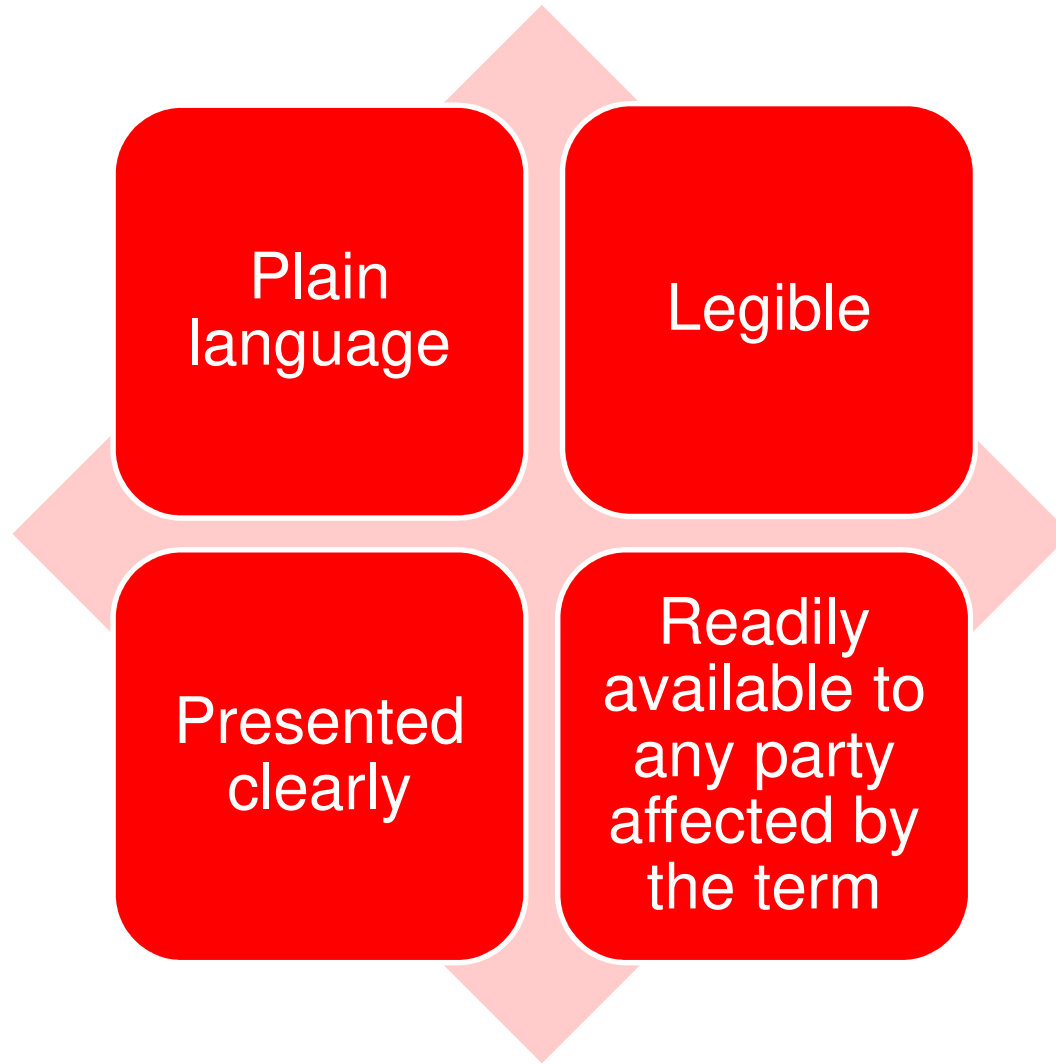 Plain
language
Legible
Presented
clearly
Readily
available to
any party
affected by
the term